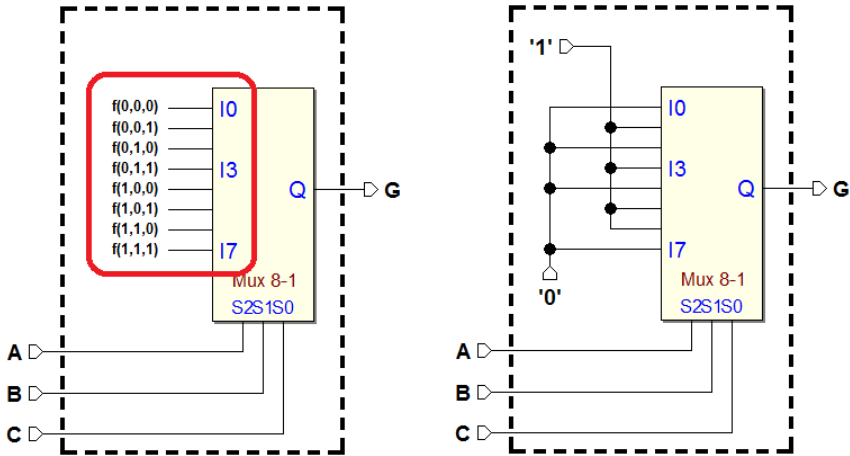 f(0,0,0)
f(0,0,1)
f(0,1,0)
f(0,1,1)
f(1,0,0)
f(1,0,1)
f(1,1,0)
f(1,1,1)
I0
I3
I7
Q
G
Mux 8-1
S2S1S0
A
B
C
'1'
I0
I3
I7
Q
G
'0'
Mux 8-1
S2S1S0
A
B
C